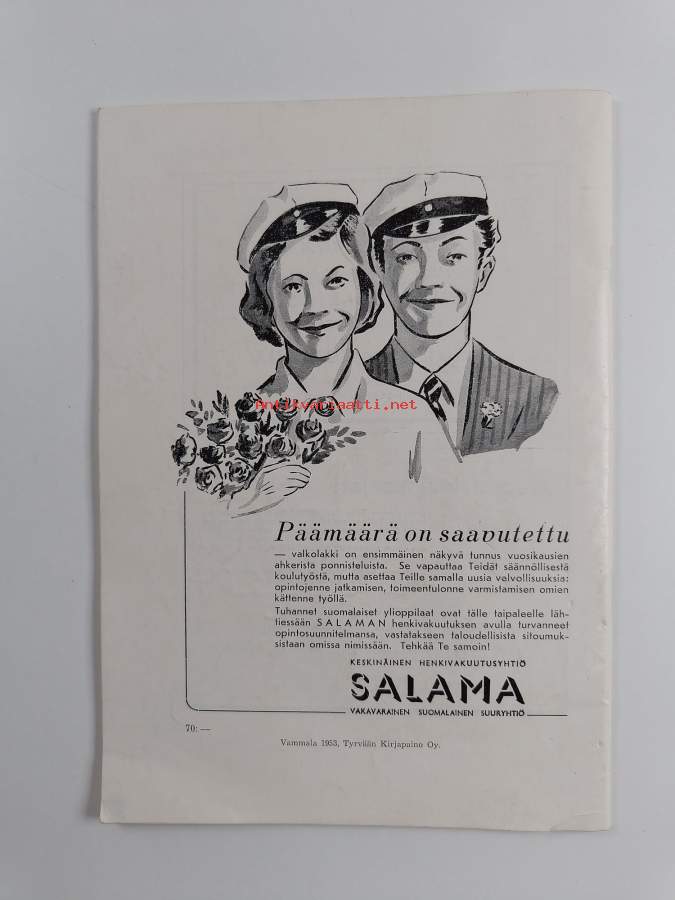 antikvariaatti.net
Päämäärä on saavutettu
— valkolakki on ensimmäinen näkyvä tunnus vuosikausien
ahkerista ponnisteluista. Se vapauttaa Teidät säännöllisestä
koulutyöstä, mutta asettaa Teille samalla uusia velvollisuuksia:
opintojenne jatkamisen, toimeentulonne varmistamisen omien
kättenne työllä.
Tuhannet suomalaiset ylioppilaat ovat tälle taipaleelle läh-
tiessään SALAMAN henkivakuutuksen avulla turvanneet
opintosuunnitelmansa, vastatakseen taloudellisista sitoumuk-
sistaan omissa nimissään. Tehkää Te samoin!
KESKINÄINEN HENKIVAKUUTUSYHTIÖ
SALAMA
VAKAVARAINEN SUOMALAINEN SUURYHTIÖ
70:—
Vammala 1953, Tyrvään Kirjapaino Oy.